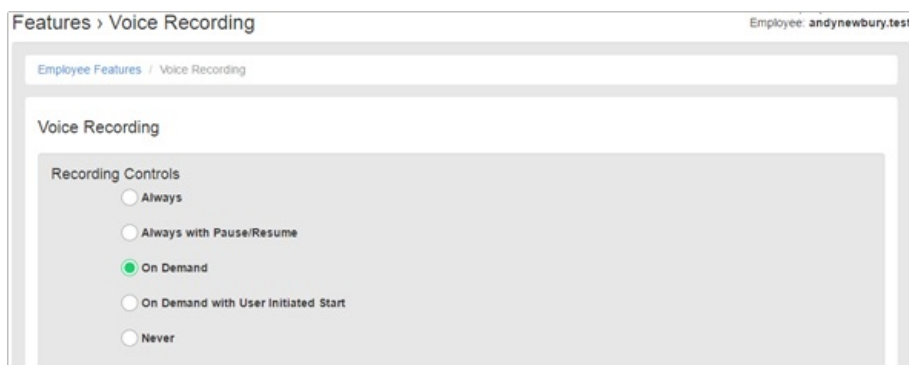 Features › Voice Recording
Employee: andynewbury.test
Employee Features / Voice Recording
Voice Recording
Recording Controls
Always
Always with Pause/Resume
On Demand
On Demand with User Initiated Start
Never